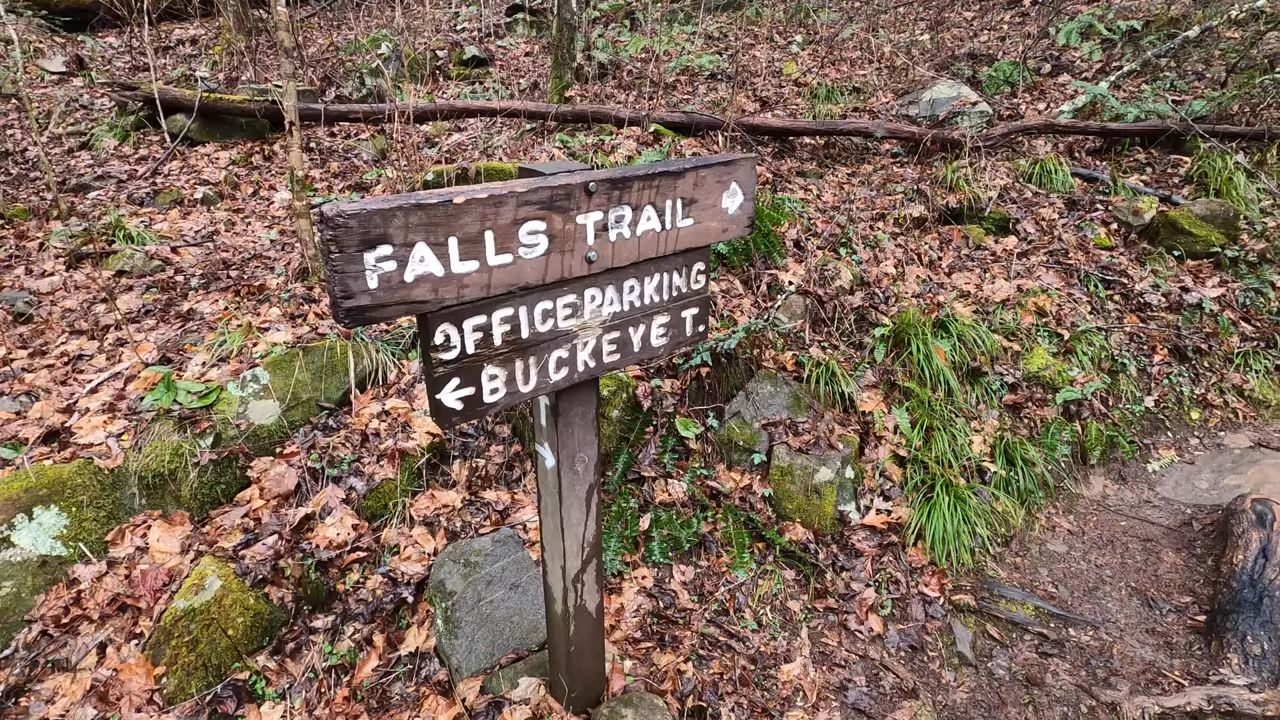 FALLS TRAIL →
OFFICE PARKING
← BUCKEYE T.